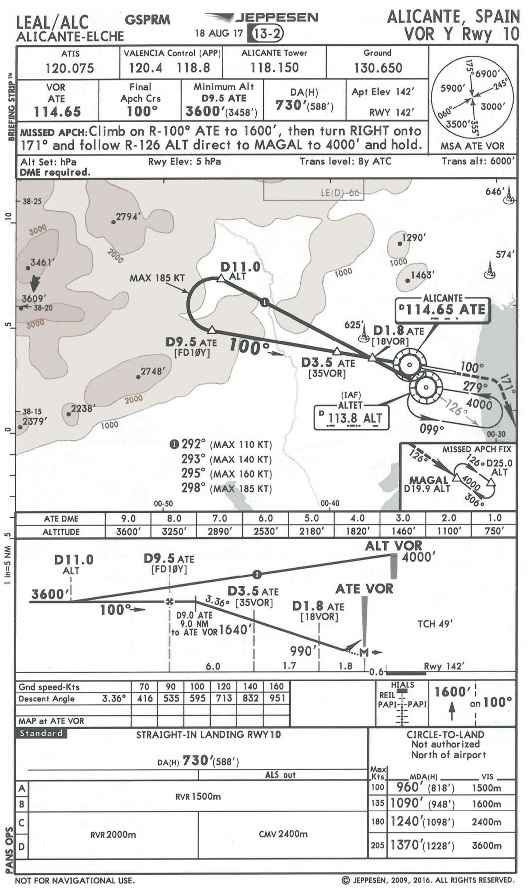 LEAL/ALC
ALICANTE-ELCHE
GSPRM
JEPPESEN
18 AUG 17 13-2
ALICANTE, SPAIN
VOR Y Rwy 10
BRIEFING STRIP™
ATIS
120.075
VALENCIA Control (APP)
120.4 118.8
ALICANTE Tower
118.150
Ground
130.650
VOR
ATE
114.65
Final
Apch Crs
100°
Minimum Alt
D9.5 ATE
3600'(3458')
DA(H)
730'(588')
Apt Elev 142'
RWY 142'
MISSED APCH: Climb on R-100° ATE to 1600', then turn RIGHT onto
171° and follow R-126 ALT direct to MAGAL to 4000' and hold.
Alt Set: hPa Rwy Elev: 5 hPa Trans level: By ATC Trans alt: 6000'
DME required.
175°
6900'
5900'
245°
3000'
060°
3500'
355°
MSA ATE VOR
LE(D)-66
646'
38-25
2794'
3000
2000
1290'
574'
3461'
1000
1463'
3609'
38-20
3000
MAX 185 KT
D11.0
ALT
1
ALICANTE
D 114.65 ATE
625'
D9.5 ATE
[FD10Y]
100°
D3.5 ATE
[35VOR]
D1.8 ATE
[18VOR]
100°
279°
171°
4000
126°
099°
(IAF)
ALTET
D 113.8 ALT
2748'
2000
2238'
1000
38-15
2379'
10
5
0
00-50
00-40
00-30
1 292° (MAX 110 KT)
293° (MAX 140 KT)
295° (MAX 160 KT)
298° (MAX 185 KT)
MISSED APCH FIX
126°
126°
D25.0
ALT
4000
MAGAL
D19.9 ALT
306°
1 in=5 NM
5
ATE DME 9.0 8.0 7.0 6.0 5.0 4.0 3.0 2.0 1.0
ALTITUDE 3600' 3250' 2890' 2530' 2180' 1820' 1460' 1100' 750'
ALT VOR
4000'
D11.0
ALT
D9.5 ATE
[FD10Y]
1
3600'
100°
3.36°
D9.0 ATE
9.0 NM
to ATE VOR
D3.5 ATE
[35VOR]
1640'
D1.8 ATE
[18VOR]
990'
ATE VOR
M
TCH 49'
6.0 1.7 1.8 0.6 Rwy 142'
Gnd speed-Kts 70 90 100 120 140 160
Descent Angle 3.36° 416 535 595 713 832 951
MAP at ATE VOR
HIALS
REIL
PAPI PAPI
1600'
on 100°
Standard
STRAIGHT-IN LANDING RWY10
DA(H) 730'(588')
ALS out
A
B
C
D
RVR 1500m
RVR 2000m
CMV 2400m
CIRCLE-TO-LAND
Not authorized
North of airport
Max
Kts MDA(H) VIS
100 960'(818') 1500m
135 1090'(948') 1600m
180 1240'(1098') 2400m
205 1370'(1228') 3600m
PANS OPS
NOT FOR NAVIGATIONAL USE.
© JEPPESEN, 2009, 2016. ALL RIGHTS RESERVED.